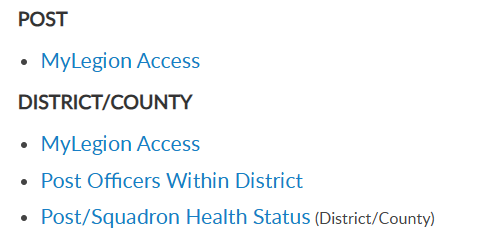 POST
• MyLegion Access
DISTRICT/COUNTY
• MyLegion Access
• Post Officers Within District
• Post/Squadron Health Status (District/County)